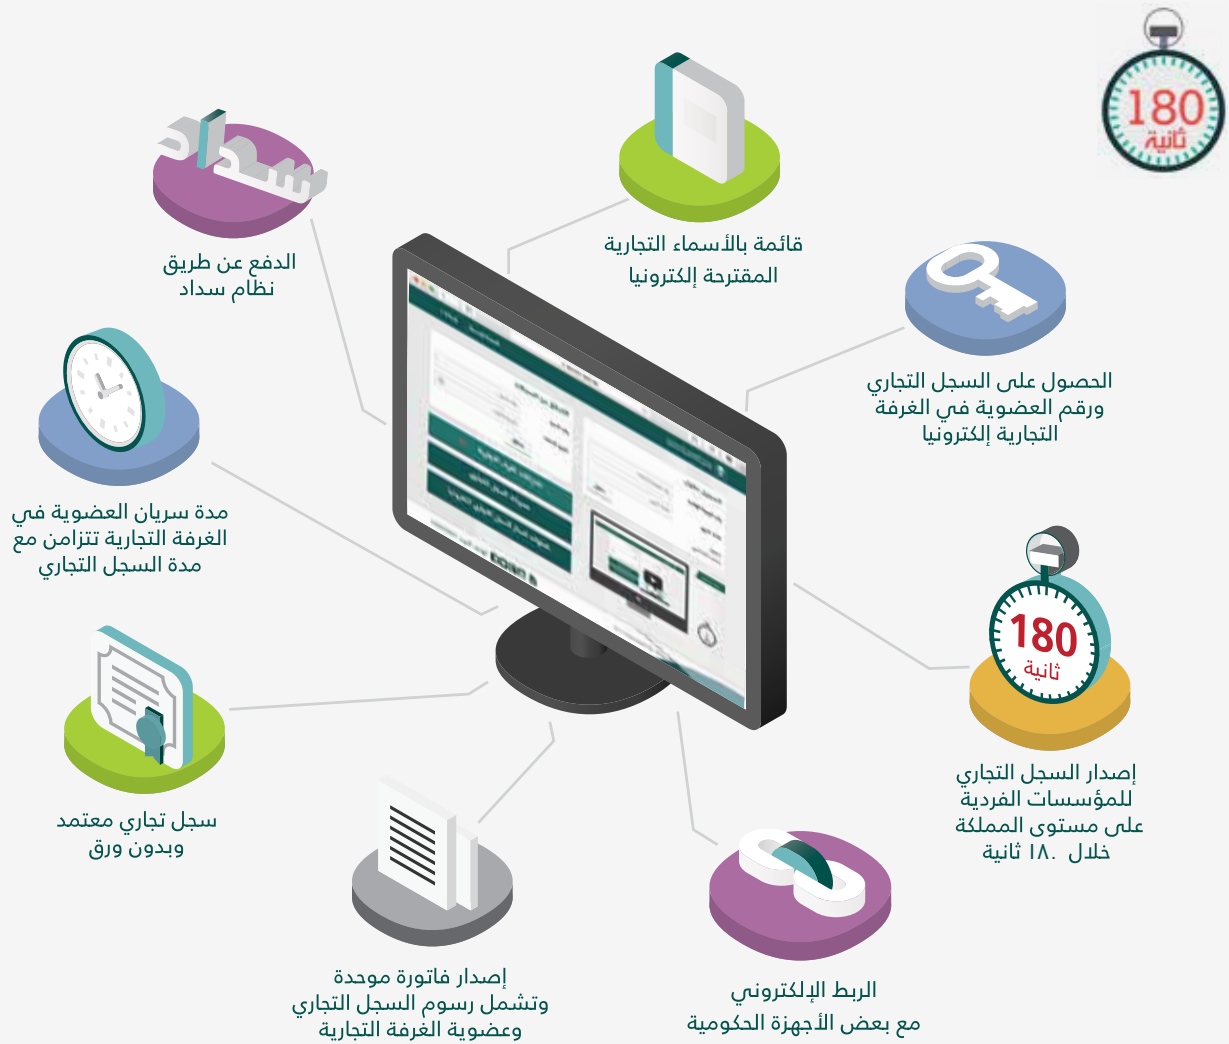 180
ثانية
قائمة بالأسماء التجارية
المقترحة إلكترونيا
سداد
الدفع عن طريق
نظام سداد
الحصول على السجل التجاري
ورقم العضوية في الغرفة
التجارية إلكترونيا
مدة سريان العضوية في
الغرفة التجارية تتزامن مع
مدة السجل التجاري
180
ثانية
إصدار السجل التجاري
للمؤسسات الفردية
على مستوى المملكة
خلال ١٨٠ ثانية
سجل تجاري معتمد
وبدون ورق
إصدار فاتورة موحدة
وتشمل رسوم السجل التجاري
وعضوية الغرفة التجارية
الربط الإلكتروني
مع بعض الأجهزة الحكومية